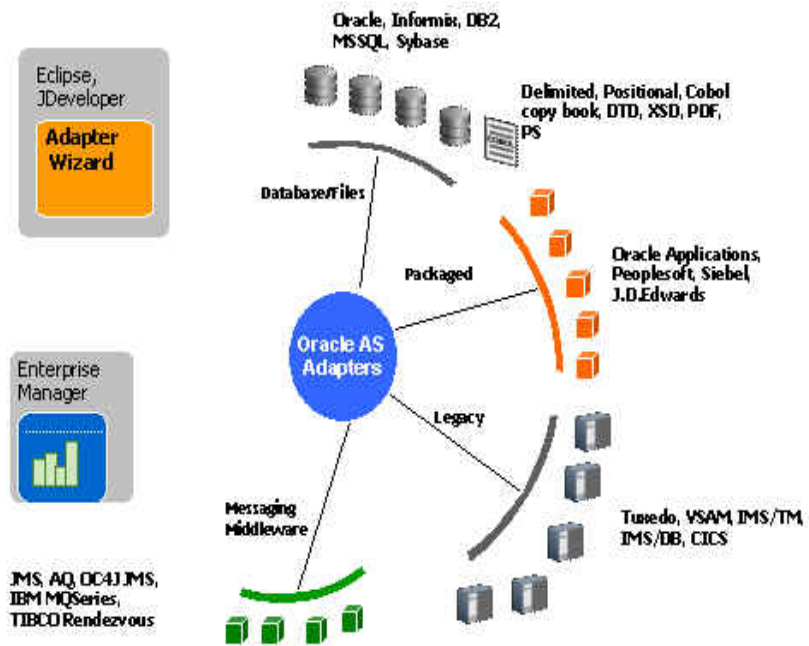 Oracle, Informix, DB2,
MSSQL, Sybase
Eclipse,
JDeveloper
Adapter
Wizard
Delimited, Positional, Cobol
copy book, DTD, XSD, PDF,
PS
COBOL
Database/Files
Packaged
Oracle Applications,
Peoplesoft, Siebel,
J.D.Edwards
Oracle AS
Adapters
Enterprise
Manager
Legacy
Messaging
Middleware
Tuxedo, VSAM, IMS/TM,
IMS/DB, CICS
JMS, AQ, OC4J JMS,
IBM MQSeries,
TIBCO Rendezvous